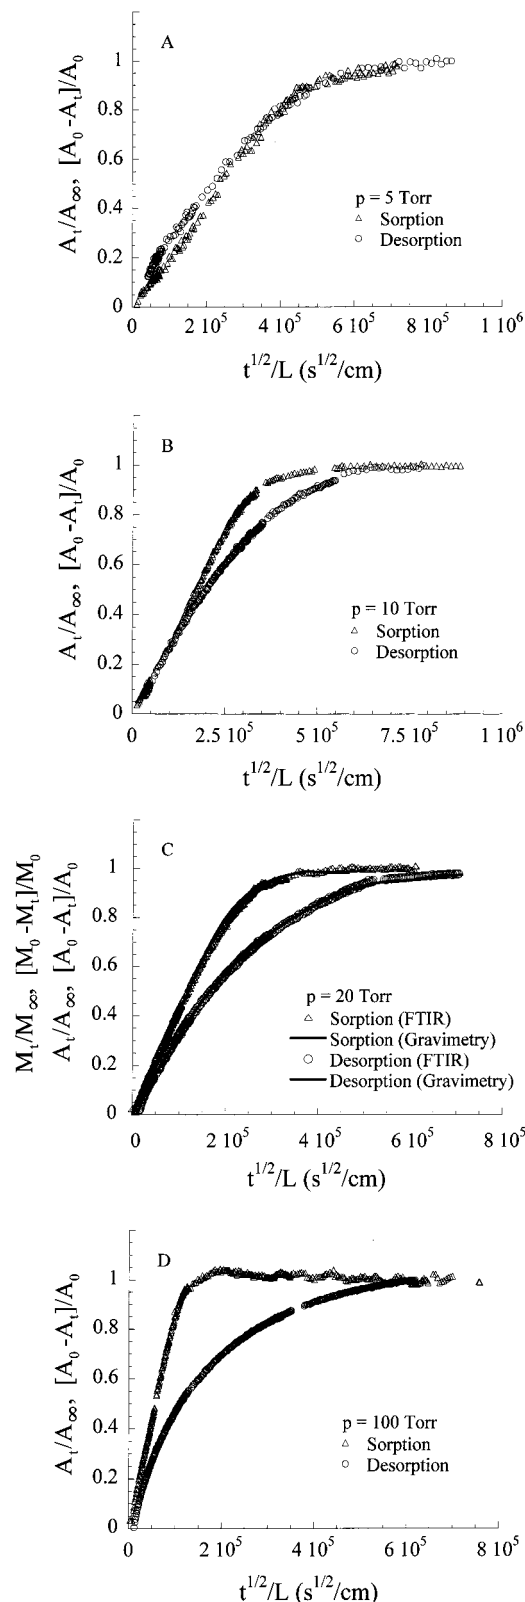 A
1
0.8
0.6
0.4
0.2
0
A_t/A_∞, [A_0 -A_t]/A_0
p = 5 Torr
△ Sorption
○ Desorption
0 2 10^5 4 10^5 6 10^5 8 10^5 1 10^6
t^{1/2}/L (s^{1/2}/cm)
B
1
0.8
0.6
0.4
0.2
0
A_t/A_∞, [A_0 -A_t]/A_0
p = 10 Torr
△ Sorption
○ Desorption
0 2.5 10^5 5 10^5 7.5 10^5 1 10^6
t^{1/2}/L (s^{1/2}/cm)
C
1
0.8
0.6
0.4
0.2
0
M_t/M_∞, [M_0 -M_t]/M_0
A_t/A_∞, [A_0 -A_t]/A_0
p = 20 Torr
△ Sorption (FTIR)
Sorption (Gravimetry)
○ Desorption (FTIR)
Desorption (Gravimetry)
0 2 10^5 4 10^5 6 10^5 8 10^5
t^{1/2}/L (s^{1/2}/cm)
D
1
0.8
0.6
0.4
0.2
0
A_t/A_∞, [A_0 -A_t]/A_0
p = 100 Torr
△ Sorption
○ Desorption
0 2 10^5 4 10^5 6 10^5 8 10^5
t^{1/2}/L (s^{1/2}/cm)